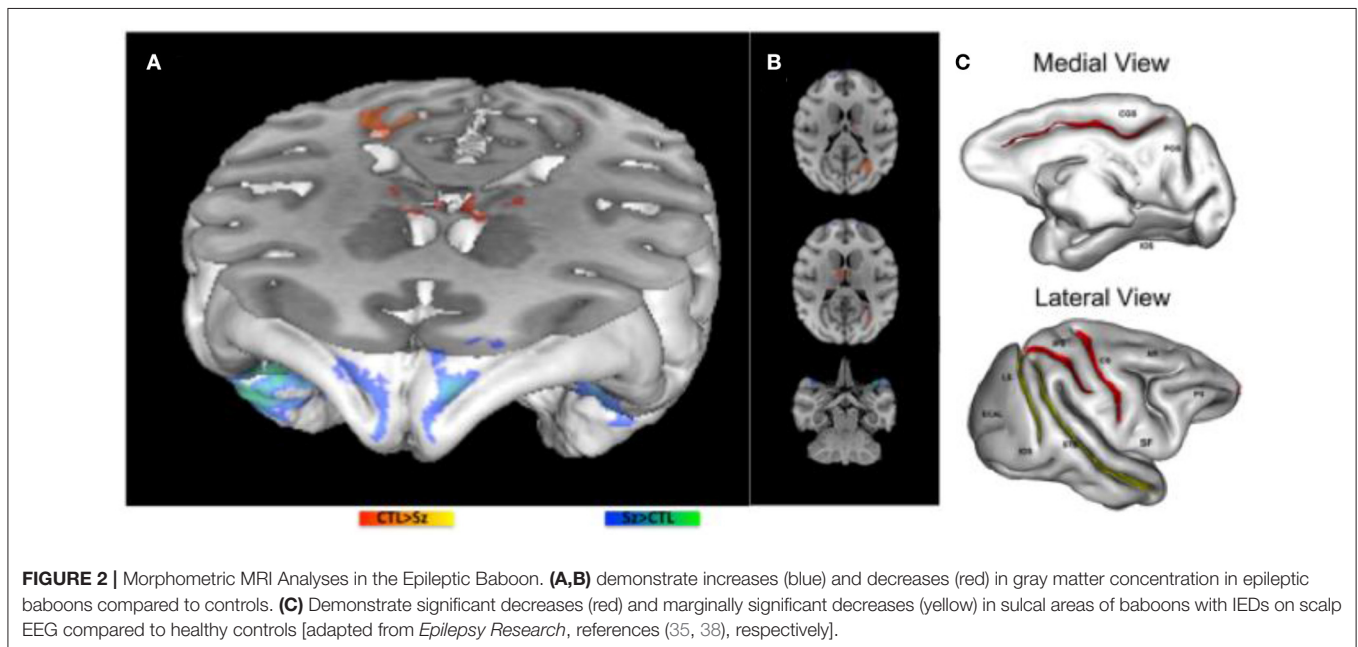 A
B
C
Medial View
CGS
POS
IOS
Lateral View
CS
AR
LS
PS
IOS
STS
SF
CTL>Sz
Sz>CTL
FIGURE 2 | Morphometric MRI Analyses in the Epileptic Baboon. (A,B) demonstrate increases (blue) and decreases (red) in gray matter concentration in epileptic
baboons compared to controls. (C) Demonstrate significant decreases (red) and marginally significant decreases (yellow) in sulcal areas of baboons with IEDs on scalp
EEG compared to healthy controls [adapted from Epilepsy Research, references (35, 38), respectively].